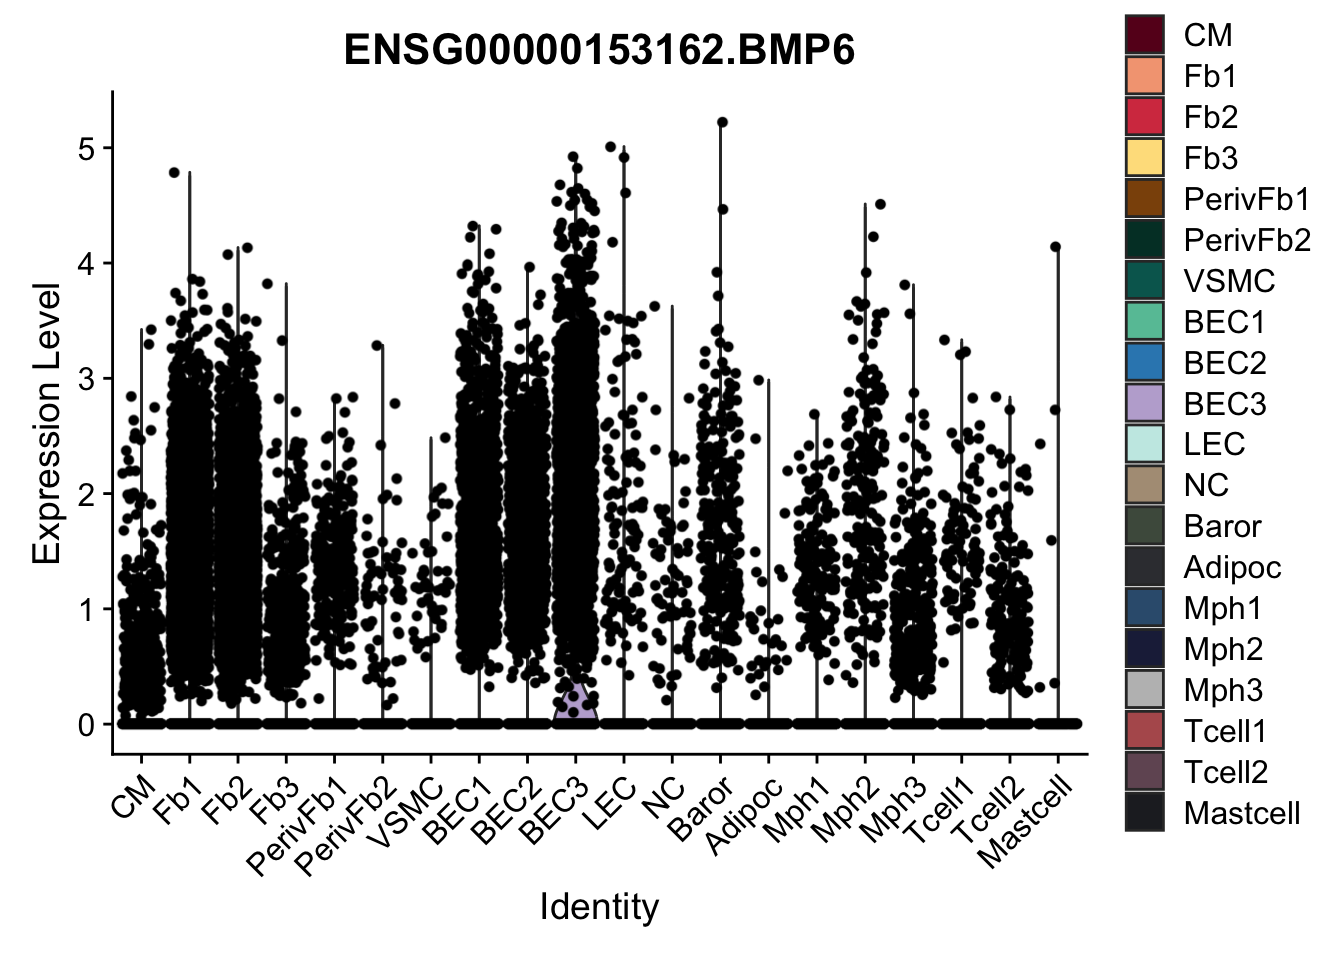 ENSG00000153162.BMP6
Expression Level
5
4
3
2
1
0
CM
Fb1
Fb2
Fb3
PerivFb1
PerivFb2
VSMC
BEC1
BEC2
BEC3
LEC
NC
Baror
Adipoc
Mph1
Mph2
Mph3
Tcell1
Tcell2
Mastcell
Identity
CM
Fb1
Fb2
Fb3
PerivFb1
PerivFb2
VSMC
BEC1
BEC2
BEC3
LEC
NC
Baror
Adipoc
Mph1
Mph2
Mph3
Tcell1
Tcell2
Mastcell